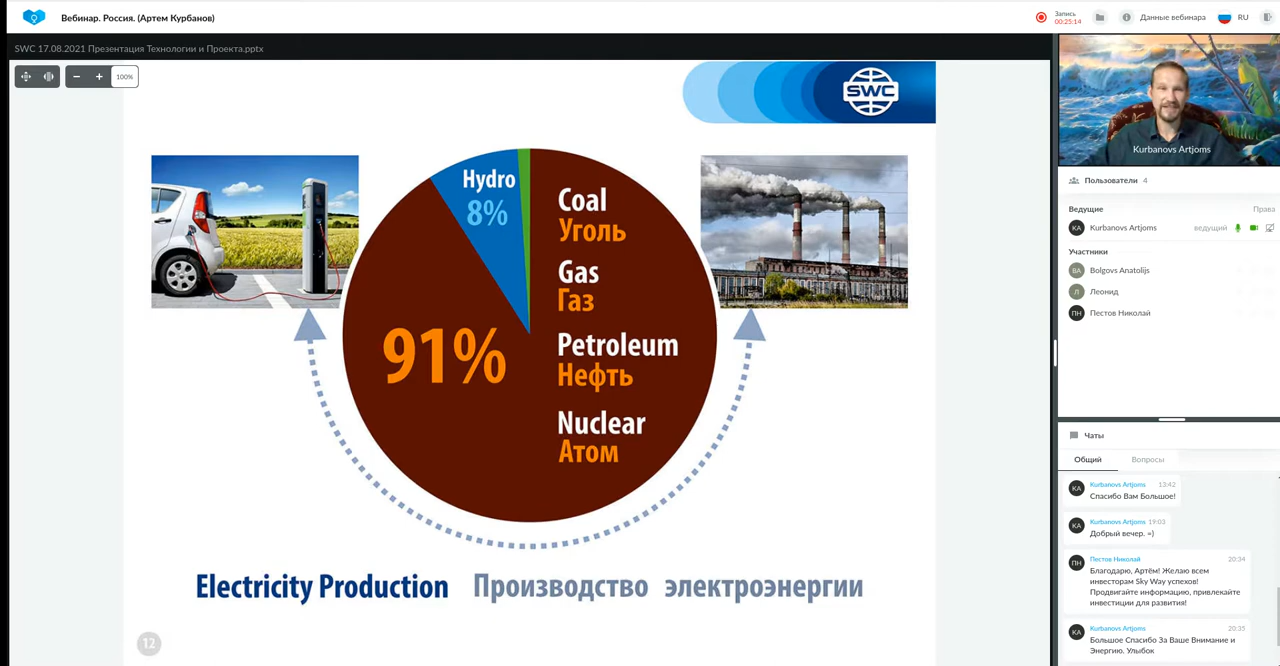 Вебинар. Россия. (Артем Курбанов)
Запись
00:25:14
Данные вебинара
RU
SWC 17.08.2021 Презентация Технологии и Проекта.pptx
100%
SWC
Hydro
8%
91%
Coal
Уголь
Gas
Газ
Petroleum
Нефть
Nuclear
Атом
Electricity Production Производство электроэнергии
12
Kurbanovs Artjoms
Пользователи 4
Ведущие Права
KA Kurbanovs Artjoms ведущий
Участники
BA Bolgovs Anatolijs
Л Леонид
ПН Пестов Николай
Чаты
Общий Вопросы
KA Kurbanovs Artjoms 13:42
Спасибо Вам Большое!
KA Kurbanovs Artjoms 19:03
Добрый вечер. =)
ПН Пестов Николай 20:34
Благодарю, Артём! Желаю всем
инвесторам Sky Way успехов!
Продвигайте информацию, привлекайте
инвестиции для развития!
KA Kurbanovs Artjoms 20:35
Большое Спасибо За Ваше Внимание и
Энергию. Улыбок